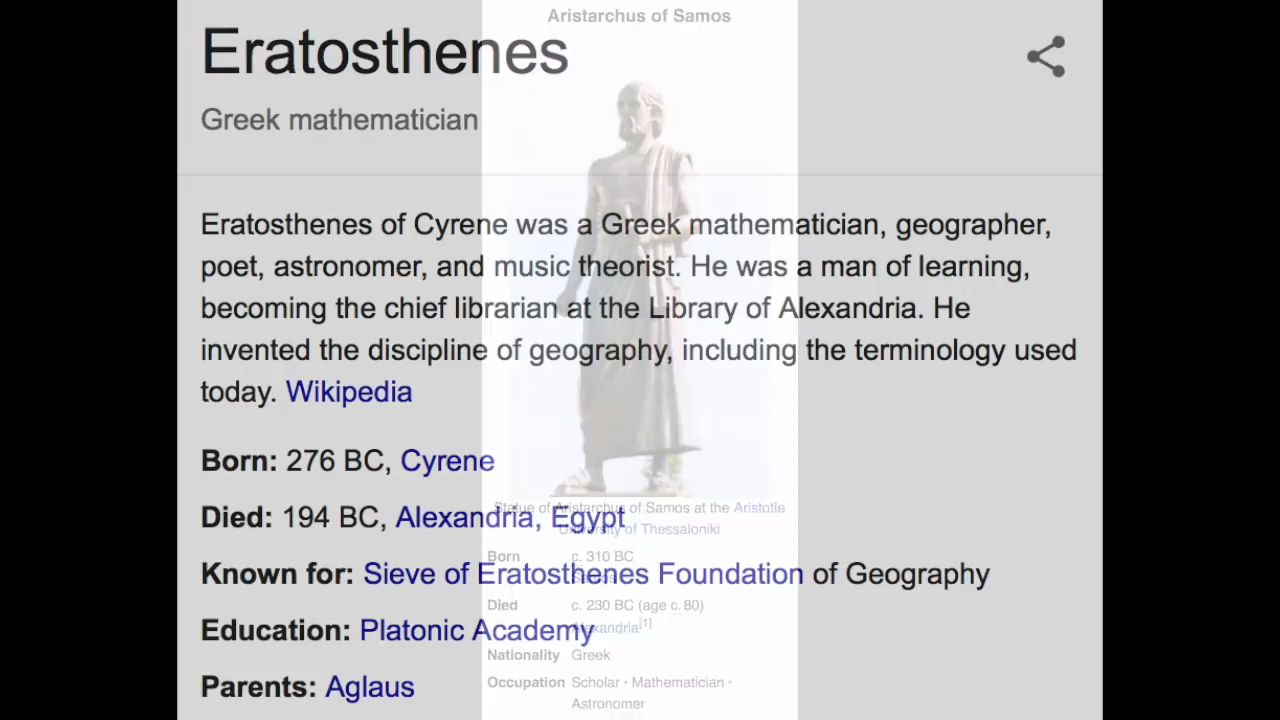 Aristarchus of Samos
Eratosthenes
Greek mathematician
Eratosthenes of Cyrene was a Greek mathematician, geographer,
poet, astronomer, and music theorist. He was a man of learning,
becoming the chief librarian at the Library of Alexandria. He
invented the discipline of geography, including the terminology used
today. Wikipedia
Born: 276 BC, Cyrene
Died: 194 BC, Alexandria, Egypt
Known for: Sieve of Eratosthenes Foundation of Geography
Education: Platonic Academy
Parents: Aglaus
Statue of Aristarchus of Samos at the Aristotle
University of Thessaloniki
Born c. 310 BC
Samos
Died c. 230 BC (age c. 80)
Alexandria[1]
Nationality Greek
Occupation Scholar · Mathematician ·
Astronomer